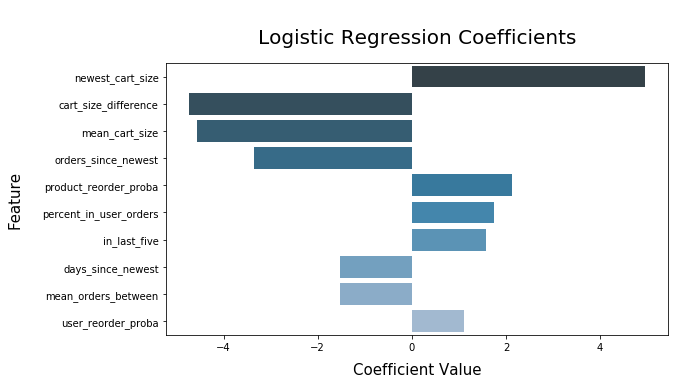 Logistic Regression Coefficients
newest_cart_size
cart_size_difference
mean_cart_size
orders_since_newest
product_reorder_proba
percent_in_user_orders
in_last_five
days_since_newest
mean_orders_between
user_reorder_proba
Feature
−4 −2 0 2 4
Coefficient Value